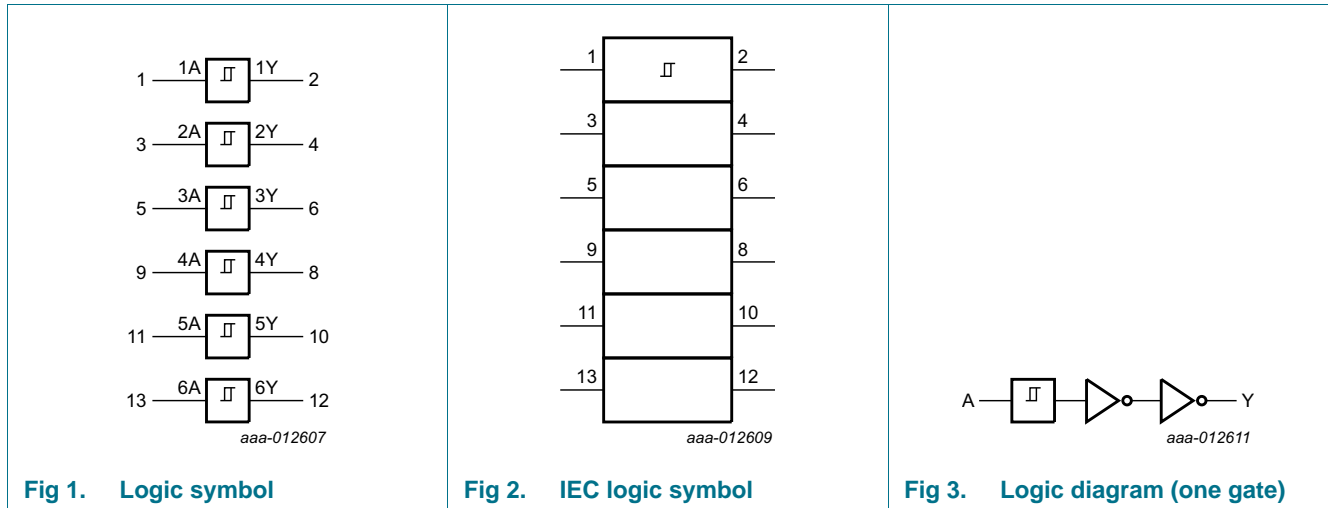 1A 1Y
1 2
2A 2Y
3 4
3A 3Y
5 6
4A 4Y
9 8
5A 5Y
11 10
6A 6Y
13 12
aaa-012607
Fig 1. Logic symbol
1 2
3 4
5 6
9 8
11 10
13 12
aaa-012609
Fig 2. IEC logic symbol
A Y
aaa-012611
Fig 3. Logic diagram (one gate)